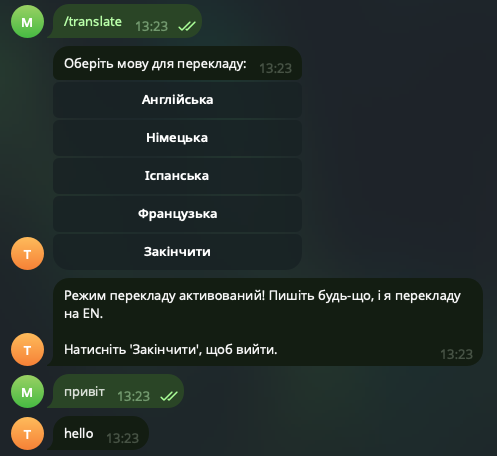 М
/translate 13:23
Оберіть мову для перекладу: 13:23
Англійська
Німецька
Іспанська
Французька
Закінчити
Т
Режим перекладу активований! Пишіть будь-що, і я перекладу
на EN.
Натисніть 'Закінчити', щоб вийти.
13:23
Т
М
привіт 13:23
Т
hello 13:23